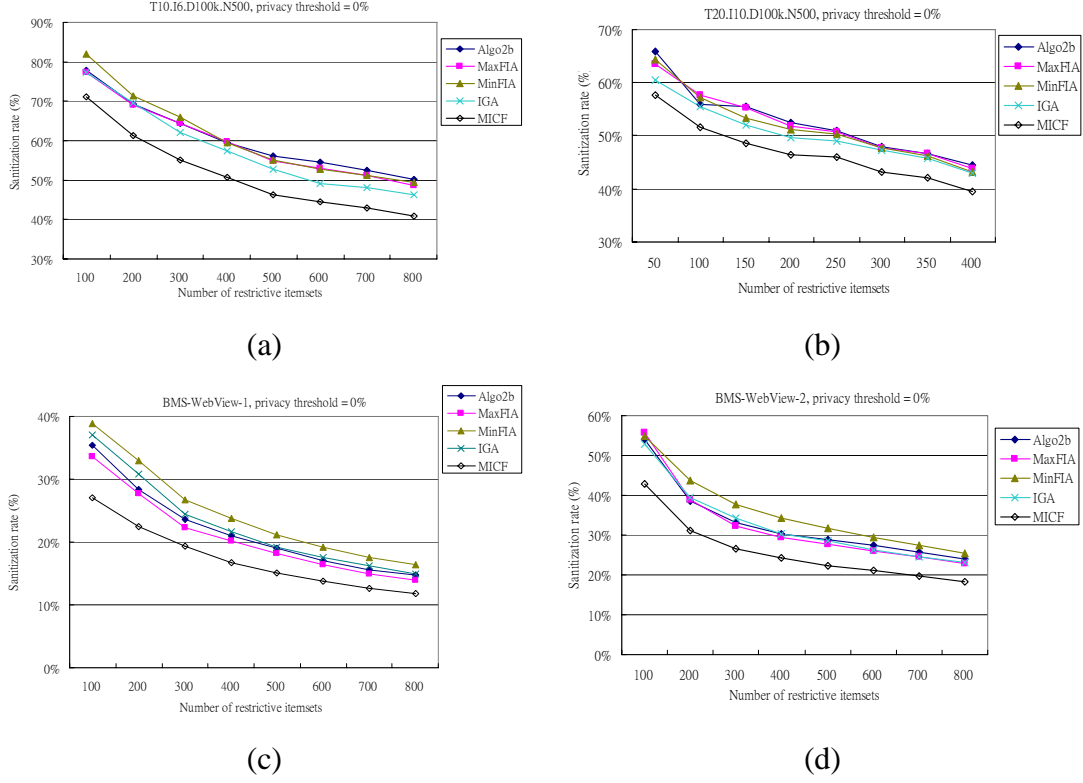 T10.I6.D100k.N500, privacy threshold = 0%
Sanitization rate (%)
90%
80%
70%
60%
50%
40%
30%
100 200 300 400 500 600 700 800
Number of restrictive itemsets
Algo2b
MaxFIA
MinFIA
IGA
MICF
(a)
T20.I10.D100k.N500, privacy threshold = 0%
Sanitization rate (%
70%
60%
50%
40%
30%
50 100 150 200 250 300 350 400
Number of restrictive itemsets
Algo2b
MaxFIA
MinFIA
IGA
MICF
(b)
BMS-WebView-1, privacy threshold = 0%
Sanitization rate (%)
40%
30%
20%
10%
0%
100 200 300 400 500 600 700 800
Number of restrictive itemsets
Algo2b
MaxFIA
MinFIA
IGA
MICF
(c)
BMS-WebView-2, privacy threshold = 0%
Sanitization rate (%)
60%
50%
40%
30%
20%
10%
0%
100 200 300 400 500 600 700 800
Number of restrictive itemsets
Algo2b
MaxFIA
MinFIA
IGA
MICF
(d)